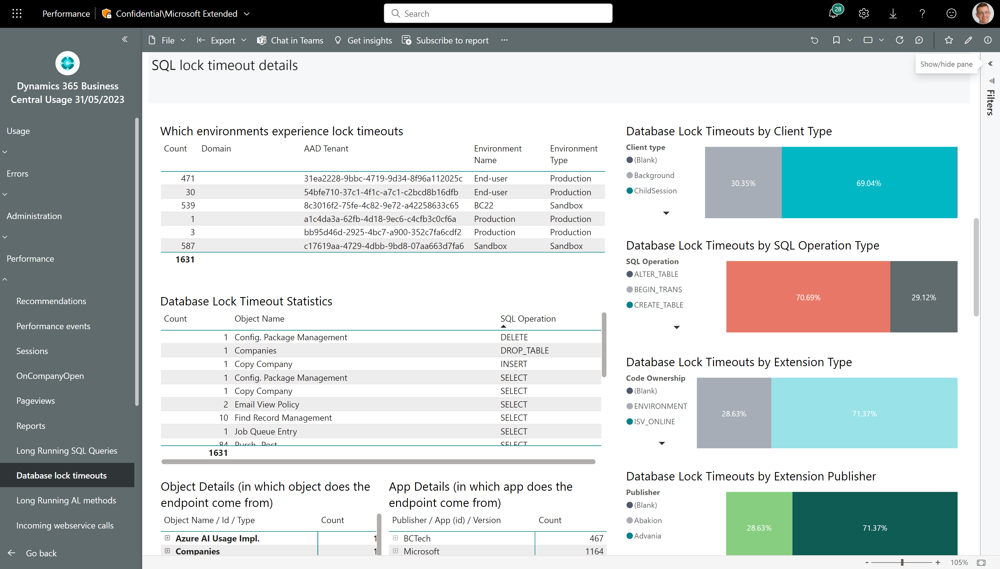 Performance
Confidential\Microsoft Extended
Search
28
File
Export
Chat in Teams
Get insights
Subscribe to report
Dynamics 365 Business
Central Usage 31/05/2023
Usage
Errors
Administration
Performance
Recommendations
Performance events
Sessions
OnCompanyOpen
Pageviews
Reports
Long Running SQL Queries
Database lock timeouts
Long Running AL methods
Incoming webservice calls
Go back
SQL lock timeout details
Show/hide pane
Filters
Which environments experience lock timeouts
Count Domain AAD Tenant Environment Name Environment Type
471 31ea2228-9bbc-4719-9d34-8f96a112025c End-user Production
30 54bfe710-37c1-4f1c-a7c1-c2bcd8b16dfb End-user Production
539 8c3016f2-75fe-4c82-9e72-a42258633c65 BC22 Sandbox
1 a1c4da3a-62fb-4d18-9ec6-c4cfb3c0cf6a Production Production
3 bb95d46d-2925-4bc7-a900-352c7fa6cdf2 Production Production
587 c17619aa-4729-4dbb-9bd8-07aa663d7fa6 Sandbox Sandbox
1631
Database Lock Timeout Statistics
Count Object Name SQL Operation
1 Config. Package Management DELETE
1 Companies DROP_TABLE
1 Copy Company INSERT
1 Config. Package Management SELECT
1 Copy Company SELECT
2 Email View Policy SELECT
10 Find Record Management SELECT
1 Job Queue Entry SELECT
84 Purch.-Post SELECT
1631
Object Details (in which object does the
endpoint come from)
Object Name / Id / Type Count
Azure AI Usage Impl. 1
Companies 1
App Details (in which app does the
endpoint come from)
Publisher / App (id) / Version Count
BCTech 467
Microsoft 1164
Database Lock Timeouts by Client Type
Client type
(Blank)
Background
ChildSession
30.35% 69.04%
Database Lock Timeouts by SQL Operation Type
SQL Operation
ALTER_TABLE
BEGIN_TRANS
CREATE_TABLE
70.69% 29.12%
Database Lock Timeouts by Extension Type
Code Ownership
(Blank)
ENVIRONMENT
ISV_ONLINE
28.63% 71.37%
Database Lock Timeouts by Extension Publisher
Publisher
(Blank)
Abakion
Advania
28.63% 71.37%
- + 105%